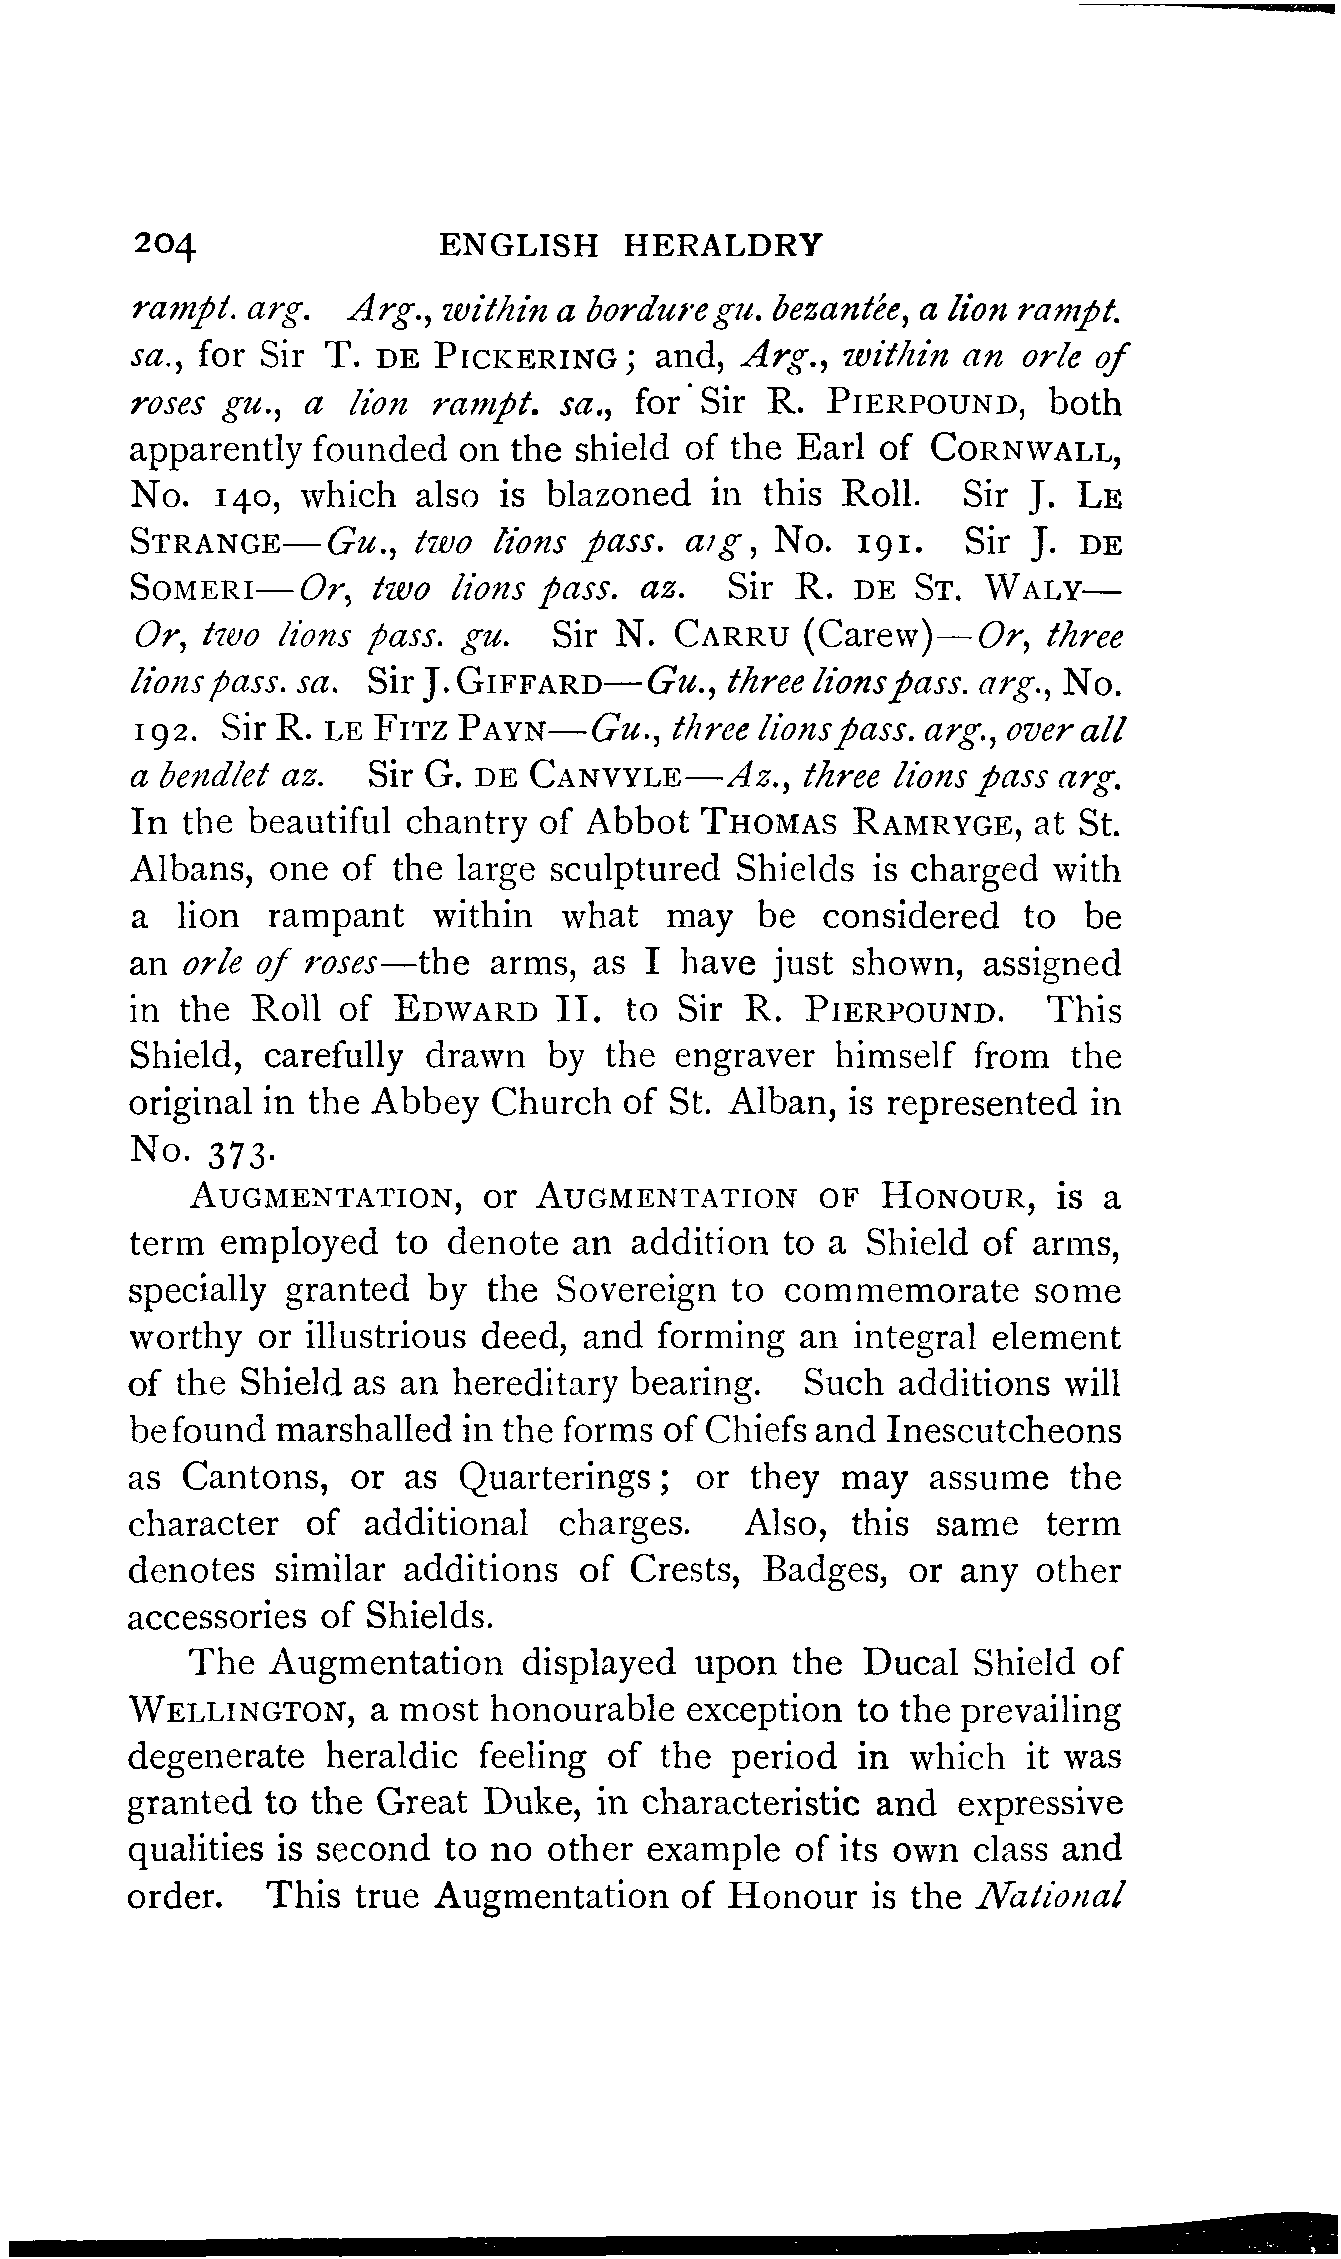 204 ENGLISH HERALDRY
rampt. arg. Arg., within a bordure gu. bezantée, a lion rampt.
sa., for Sir T. DE PICKERING; and, Arg., within an orle of
roses gu., a lion rampt. sa., for Sir R. PIERPOUND, both
apparently founded on the shield of the Earl of CORNWALL,
No. 140, which also is blazoned in this Roll. Sir J. LE
STRANGE—Gu., two lions pass. arg, No. 191. Sir J. DE
SOMERI—Or, two lions pass. az. Sir R. DE ST. WALY—
Or, two lions pass. gu. Sir N. CARRU (Carew)—Or, three
lions pass. sa. Sir J. GIFFARD—Gu., three lions pass. arg., No.
192. Sir R. LE FITZ PAYN—Gu., three lions pass. arg., over all
a bendlet az. Sir G. DE CANVYLE—Az., three lions pass arg.
In the beautiful chantry of Abbot THOMAS RAMRYGE, at St.
Albans, one of the large sculptured Shields is charged with
a lion rampant within what may be considered to be
an orle of roses—the arms, as I have just shown, assigned
in the Roll of EDWARD II. to Sir R. PIERPOUND. This
Shield, carefully drawn by the engraver himself from the
original in the Abbey Church of St. Alban, is represented in
No. 373.
AUGMENTATION, or AUGMENTATION OF HONOUR, is a
term employed to denote an addition to a Shield of arms,
specially granted by the Sovereign to commemorate some
worthy or illustrious deed, and forming an integral element
of the Shield as an hereditary bearing. Such additions will
be found marshalled in the forms of Chiefs and Inescutcheons
as Cantons, or as Quarterings; or they may assume the
character of additional charges. Also, this same term
denotes similar additions of Crests, Badges, or any other
accessories of Shields.
The Augmentation displayed upon the Ducal Shield of
WELLINGTON, a most honourable exception to the prevailing
degenerate heraldic feeling of the period in which it was
granted to the Great Duke, in characteristic and expressive
qualities is second to no other example of its own class and
order. This true Augmentation of Honour is the National